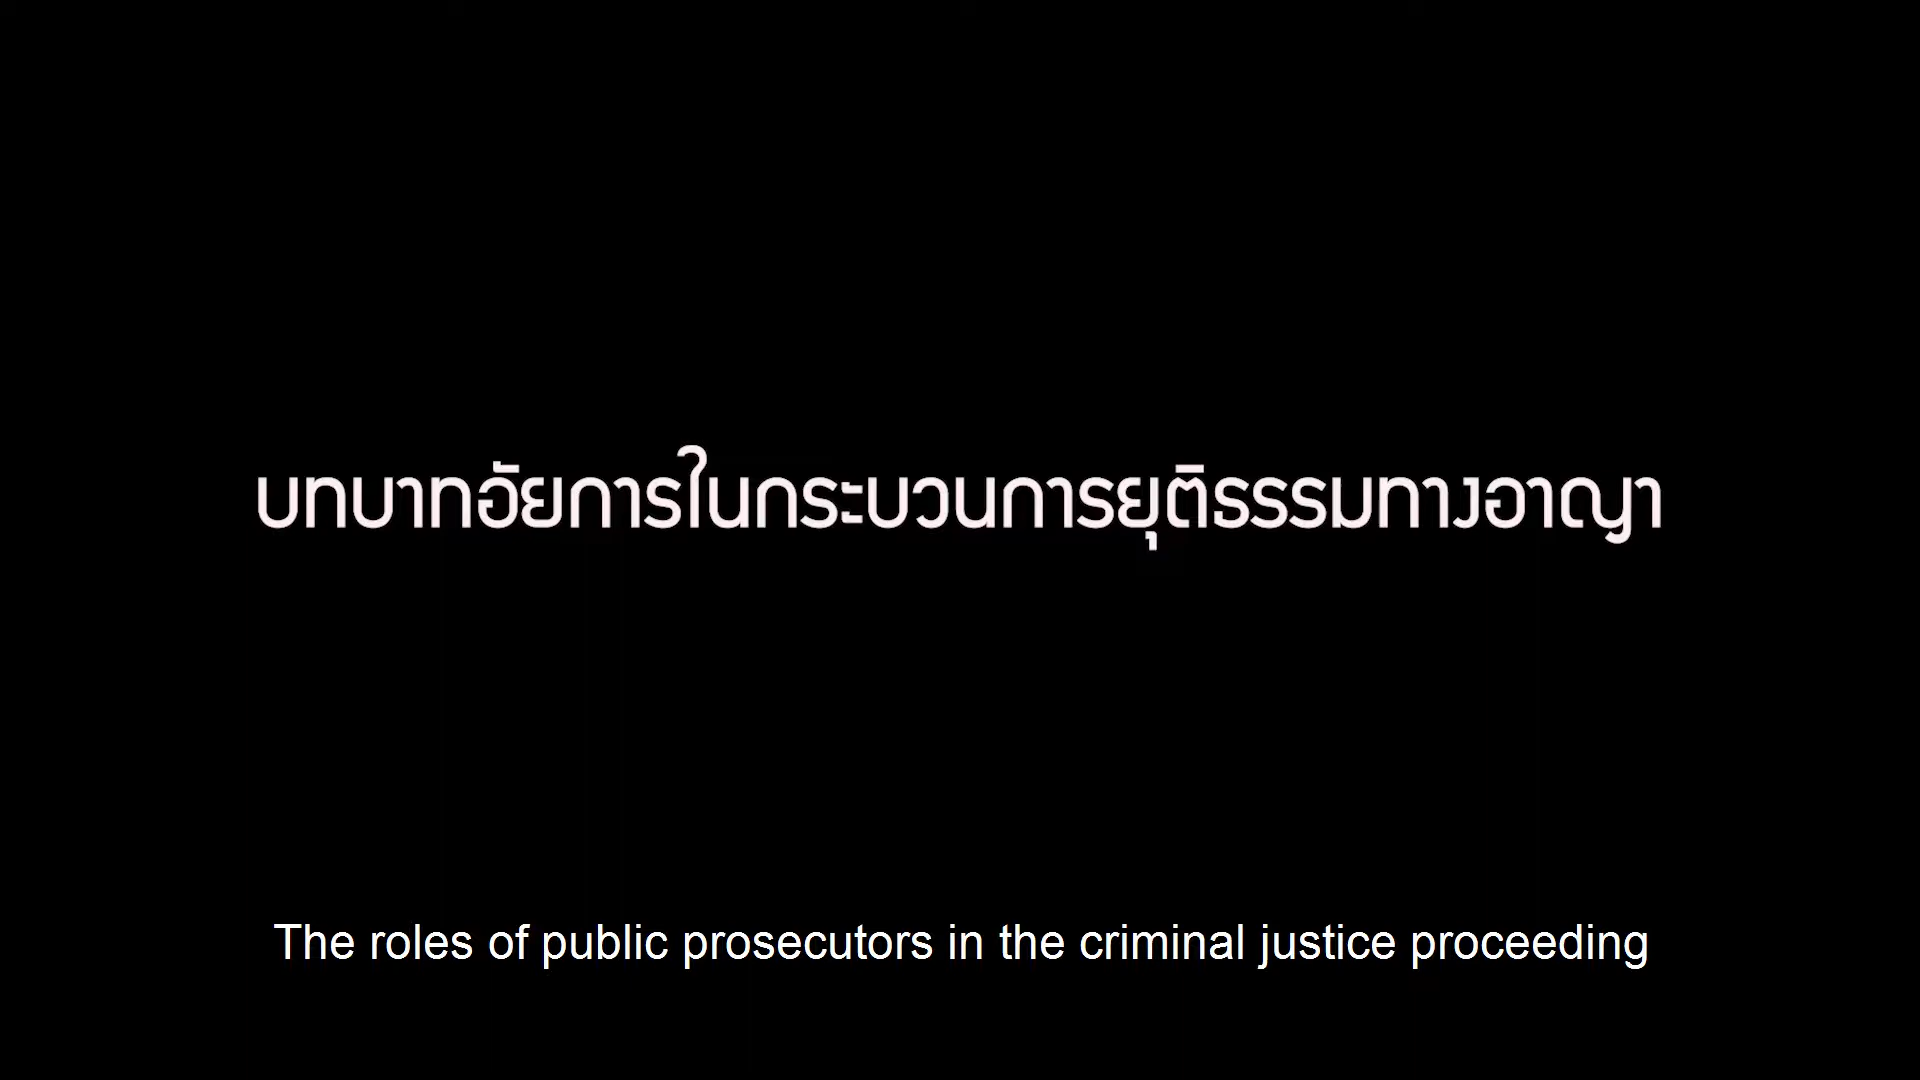 บทบาทอัยการในกระบวนการยุติธรรมทางอาญา
The roles of public prosecutors in the criminal justice proceeding